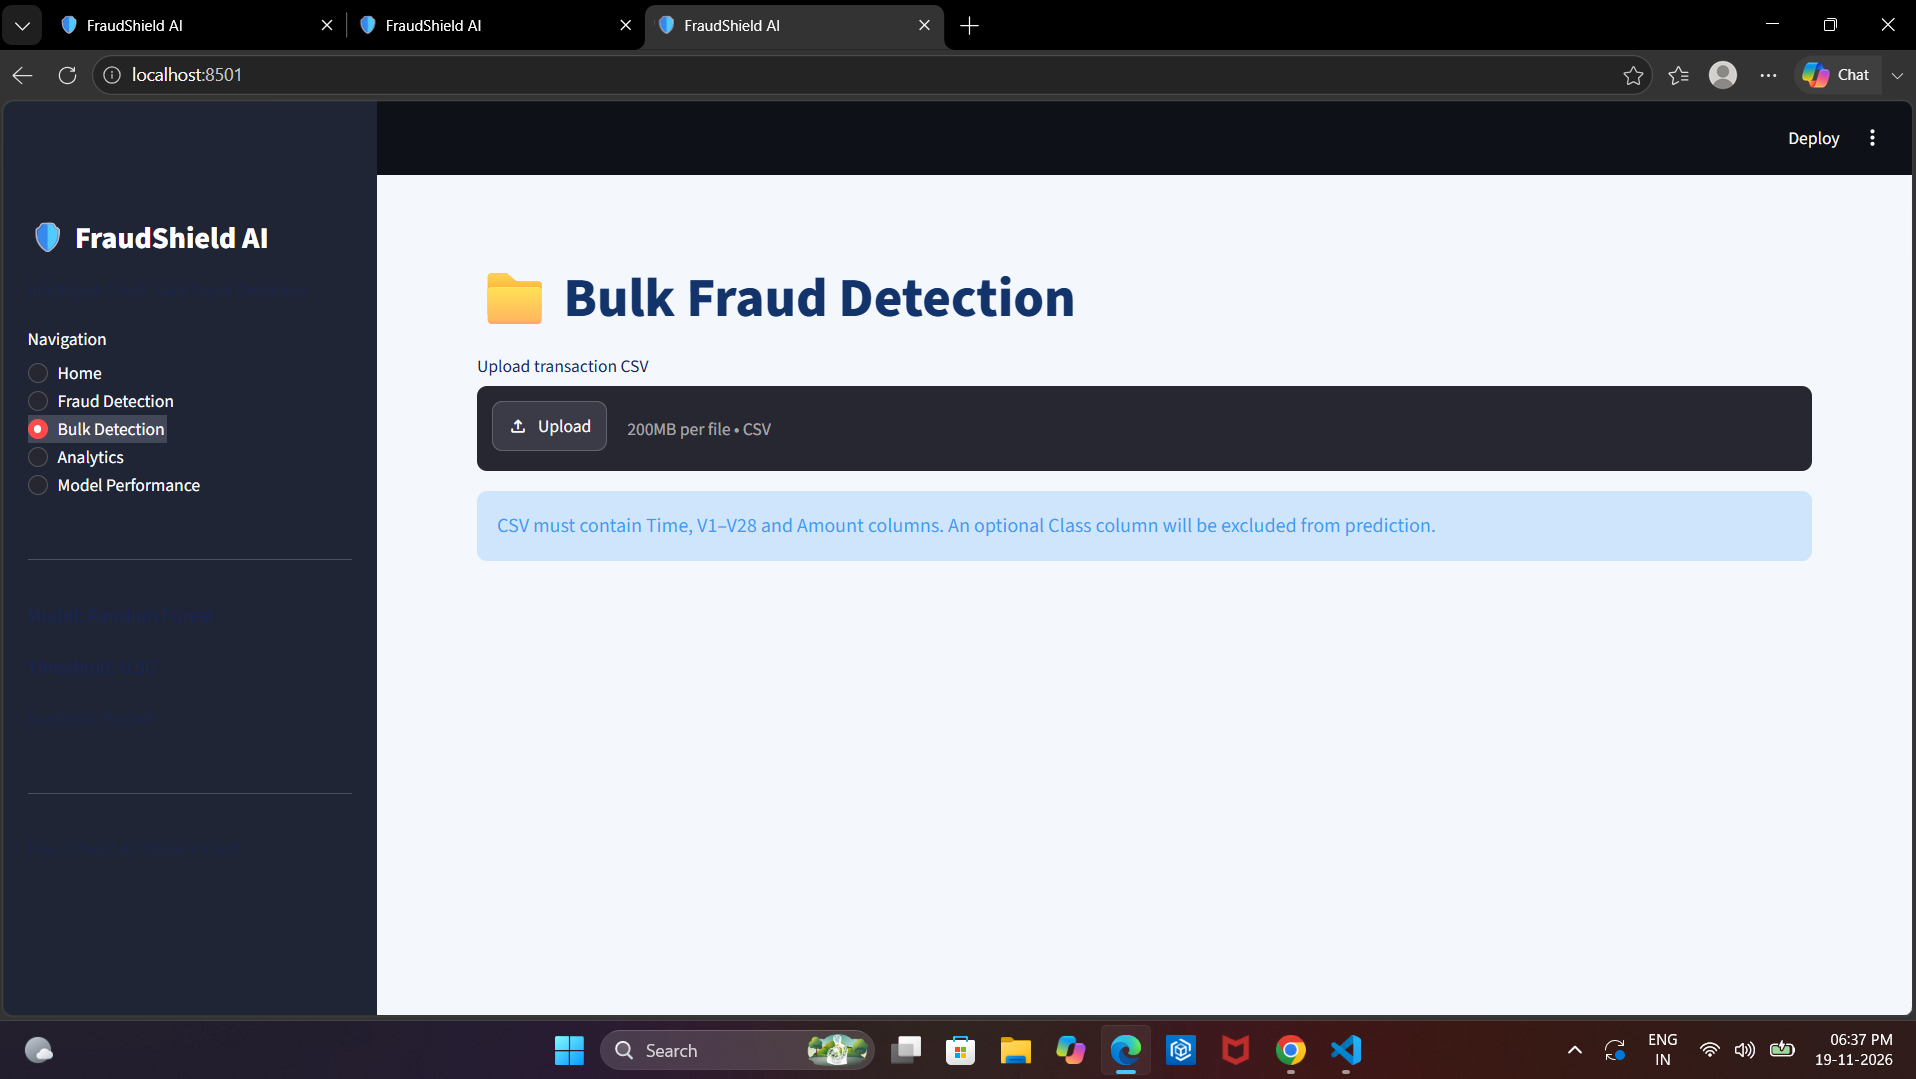 FraudShield AI
FraudShield AI
FraudShield AI
localhost:8501
Chat
Deploy
FraudShield AI
Navigation
Home
Fraud Detection
Bulk Detection
Analytics
Model Performance
Bulk Fraud Detection
Upload transaction CSV
Upload
200MB per file • CSV
CSV must contain Time, V1–V28 and Amount columns. An optional Class column will be excluded from prediction.
Search
ENG
IN
06:37 PM
19-11-2026